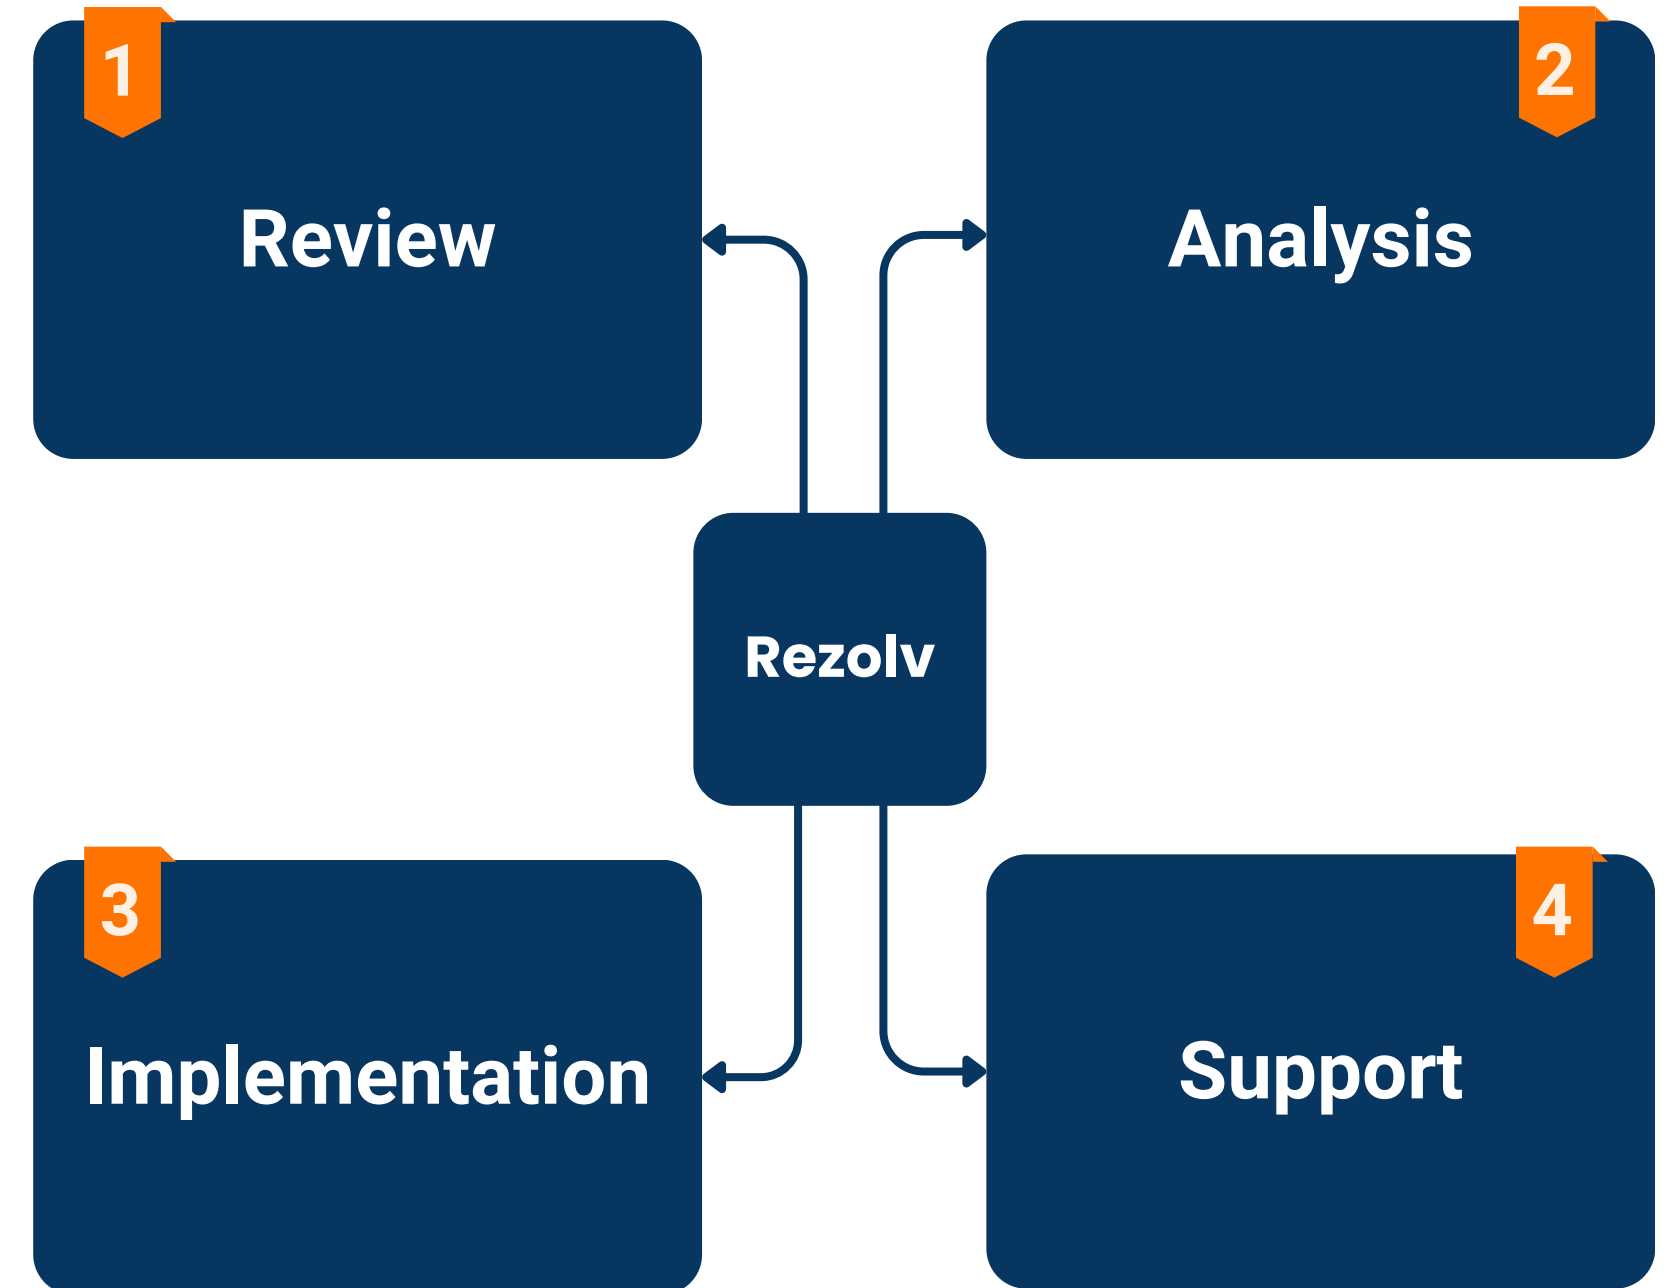 1
Review
2
Analysis
Rezolv
3
Implementation
4
Support